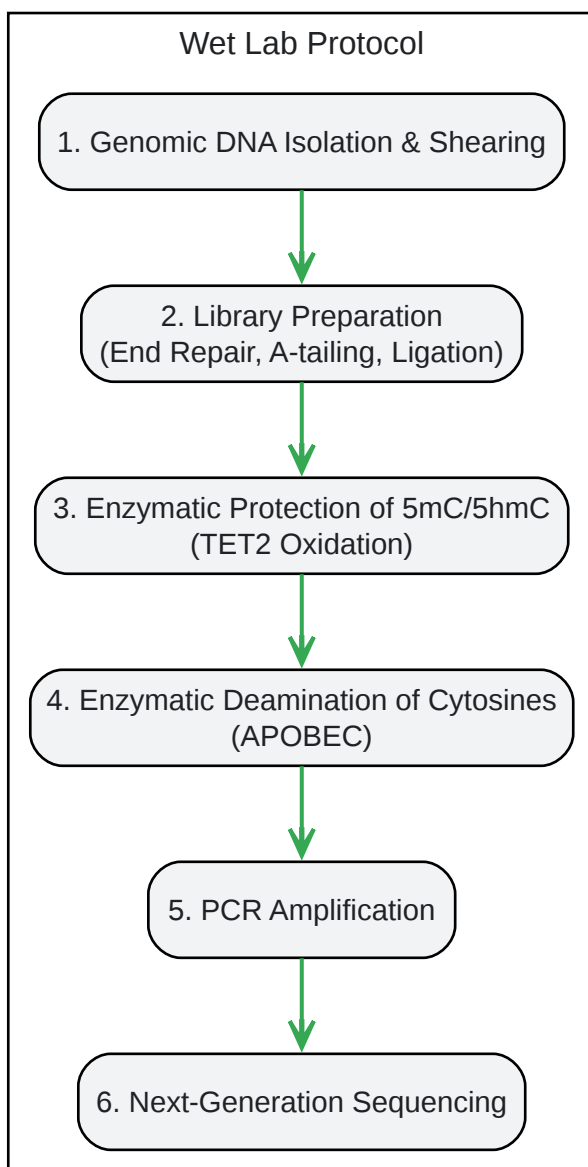 Wet Lab Protocol
1. Genomic DNA Isolation & Shearing
2. Library Preparation
(End Repair, A-tailing, Ligation)
3. Enzymatic Protection of 5mC/5hmC
(TET2 Oxidation)
4. Enzymatic Deamination of Cytosines
(APOBEC)
5. PCR Amplification
6. Next-Generation Sequencing